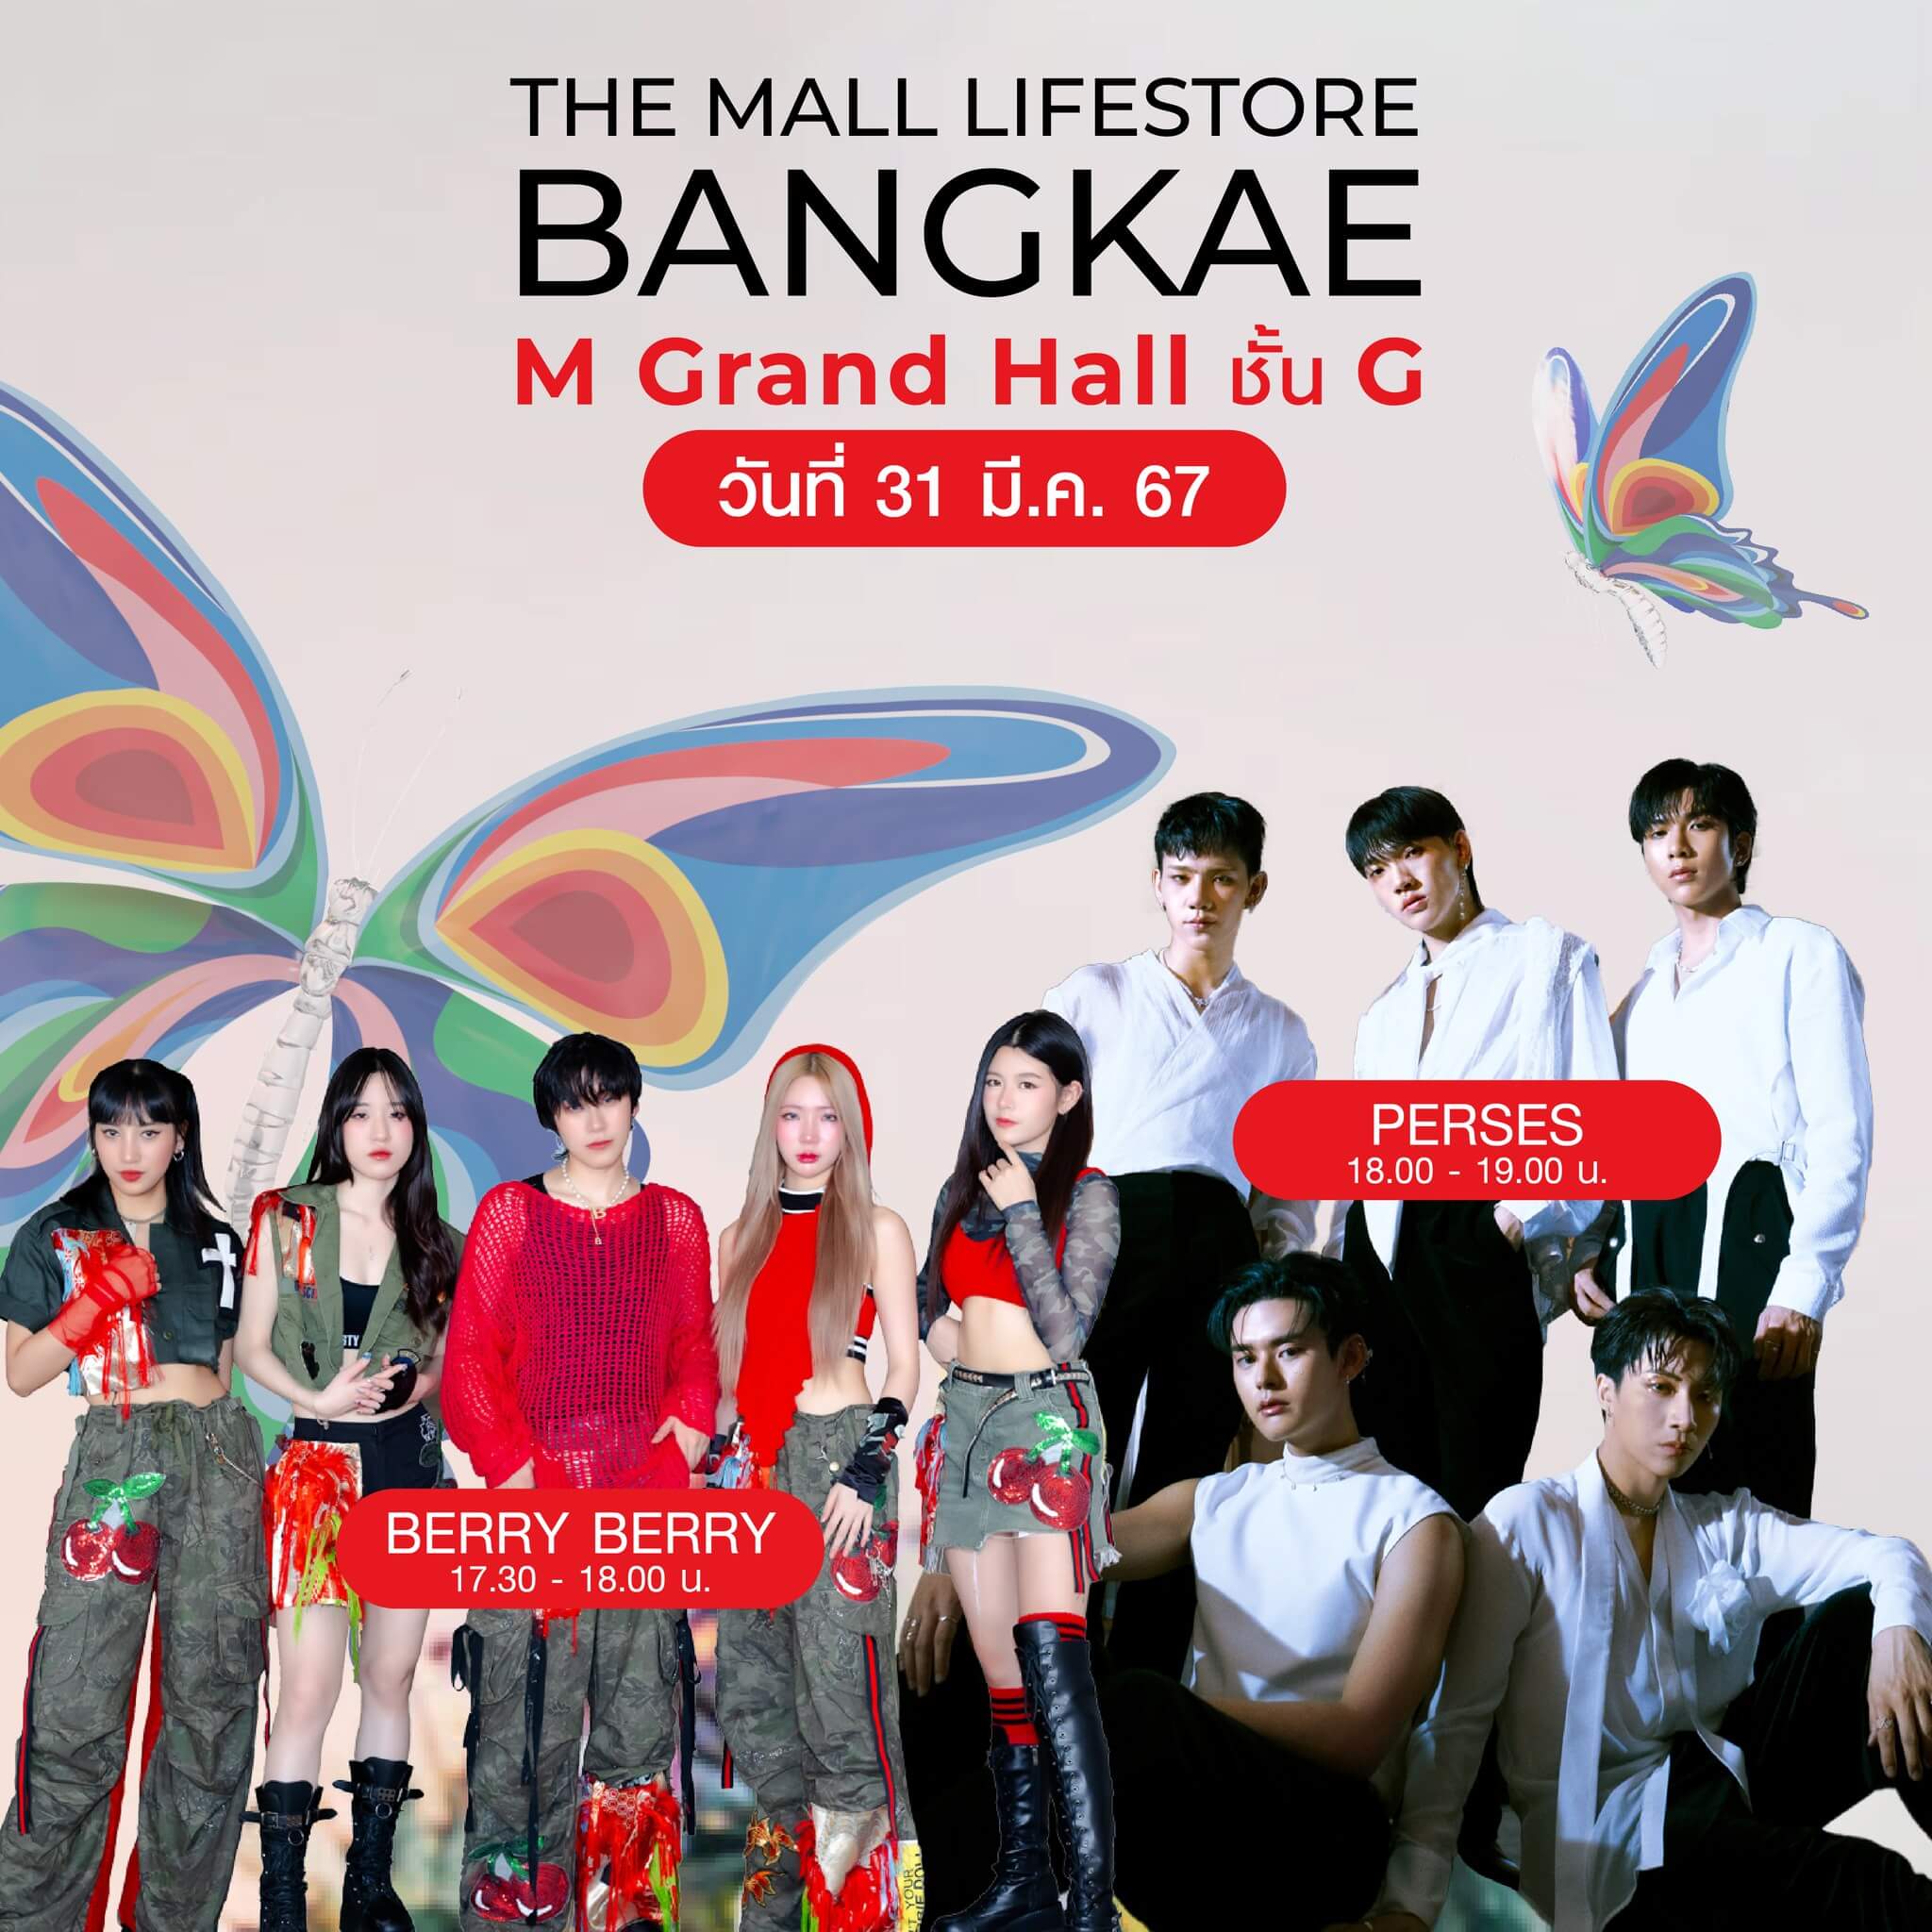 THE MALL LIFESTORE
BANGKAE
M Grand Hall ชั้น G
วันที่ 31 มี.ค. 67
PERSES
18.00 - 19.00 น.
BERRY BERRY
17.30 - 18.00 น.